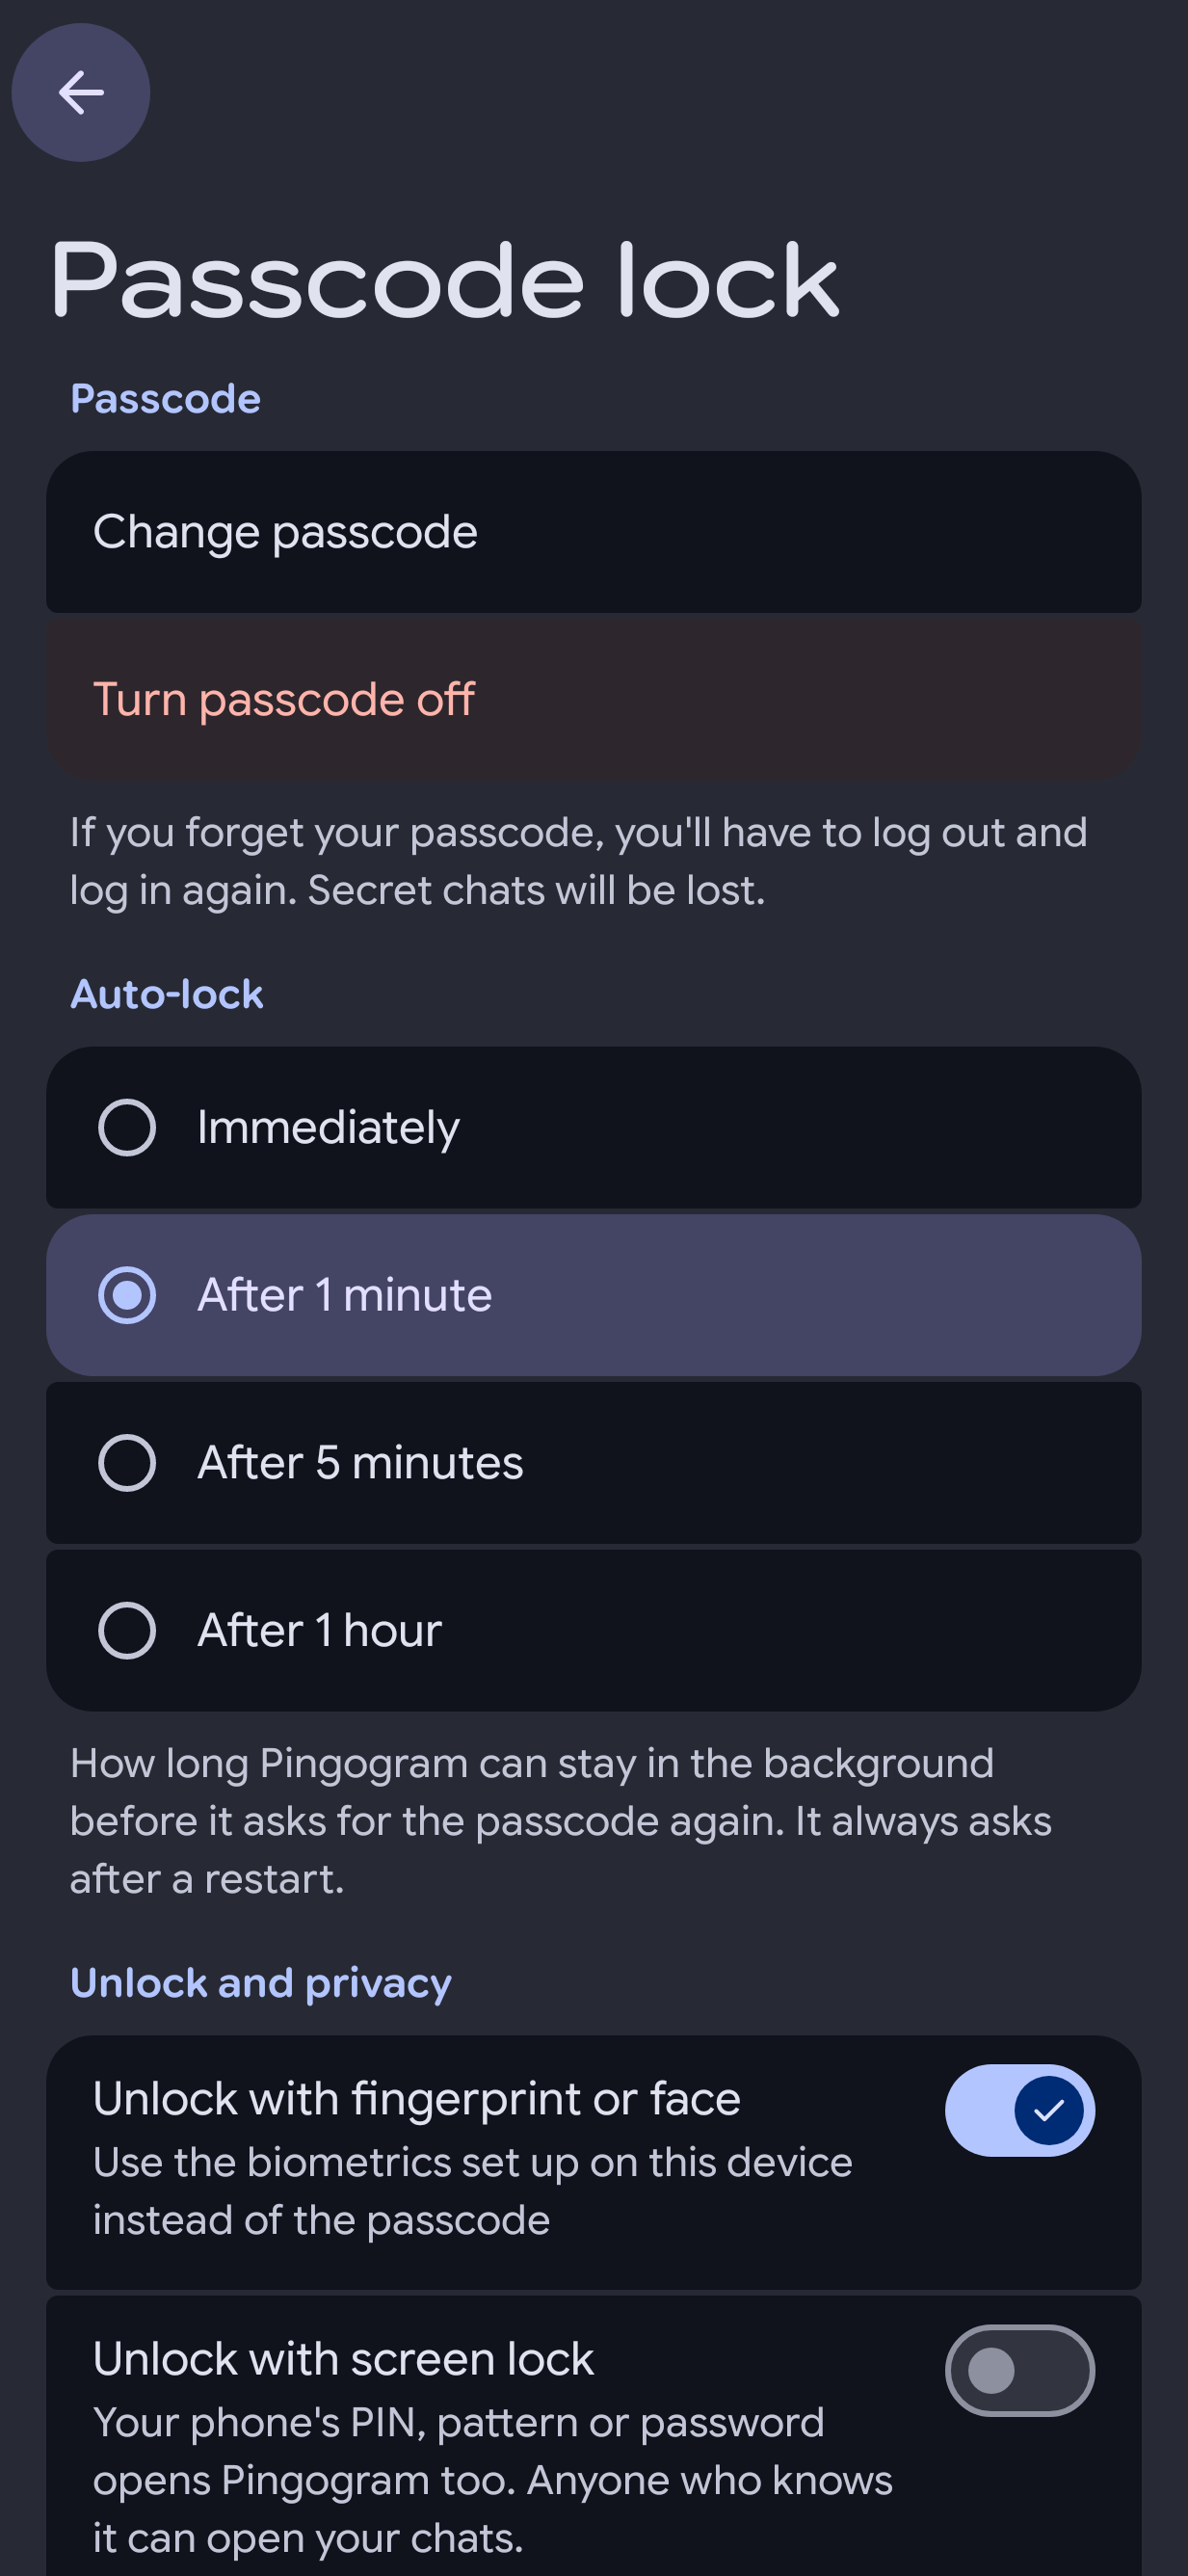 Passcode lock
Passcode
Change passcode
Turn passcode off
If you forget your passcode, you'll have to log out and
log in again. Secret chats will be lost.
Auto-lock
Immediately
After 1 minute
After 5 minutes
After 1 hour
How long Pingogram can stay in the background
before it asks for the passcode again. It always asks
after a restart.
Unlock and privacy
Unlock with fingerprint or face
Use the biometrics set up on this device
instead of the passcode
Unlock with screen lock
Your phone's PIN, pattern or password
opens Pingogram too. Anyone who knows
it can open your chats.